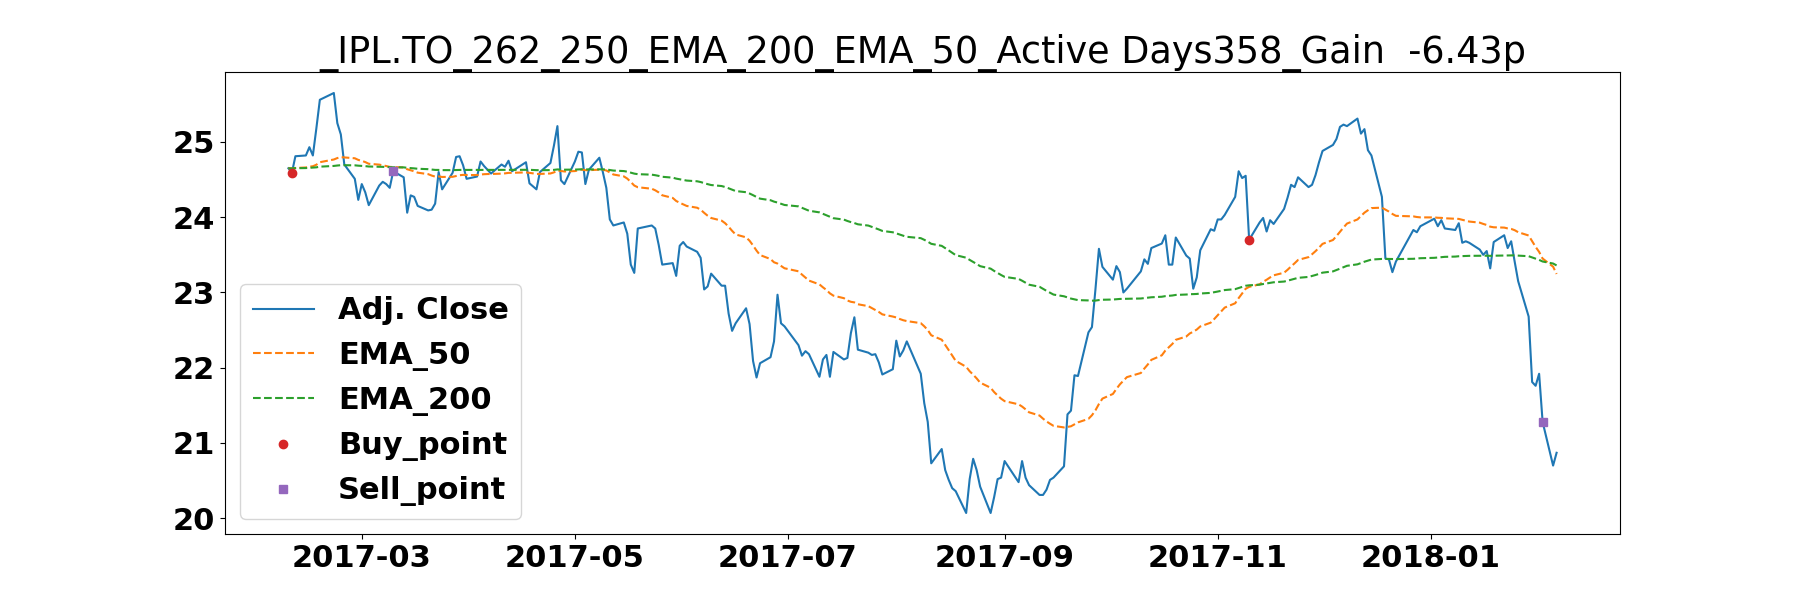 _IPL.TO_262_250_EMA_200_EMA_50_Active Days358_Gain  -6.43p
25
24
23
22
21
20
Adj. Close
EMA_50
EMA_200
Buy_point
Sell_point
2017-03 2017-05 2017-07 2017-09 2017-11 2018-01